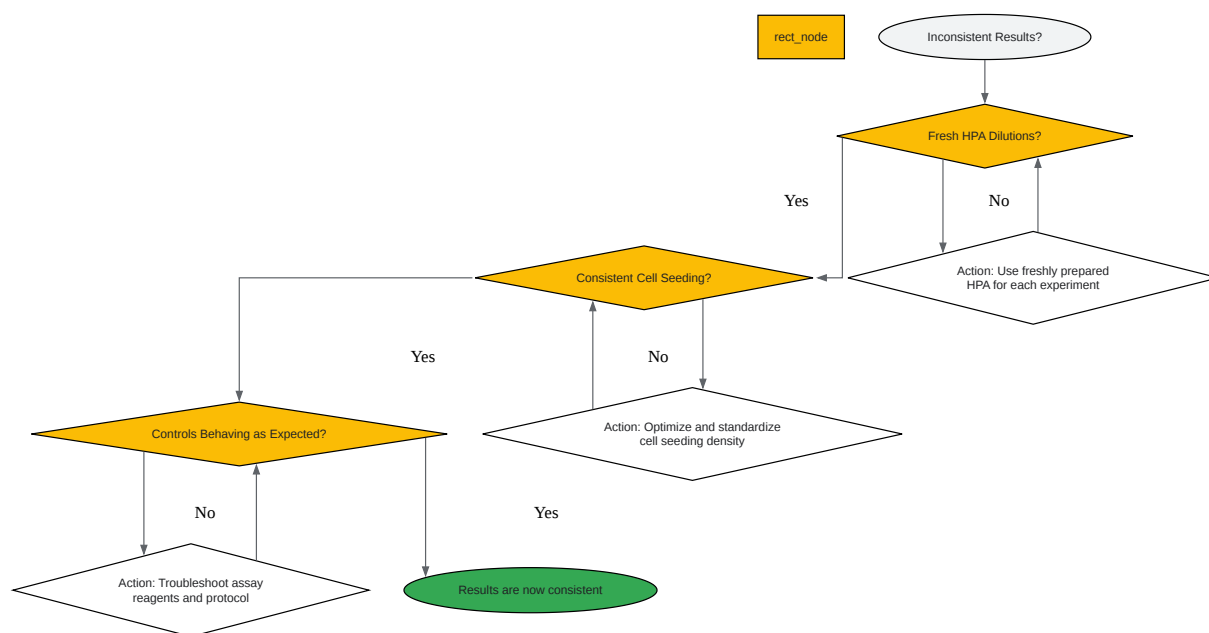 rect_node
Inconsistent Results?
Fresh HPA Dilutions?
Yes
No
Action: Use freshly prepared
HPA for each experiment
Consistent Cell Seeding?
Yes
No
Action: Optimize and standardize
cell seeding density
Controls Behaving as Expected?
No
Yes
Action: Troubleshoot assay
reagents and protocol
Results are now consistent